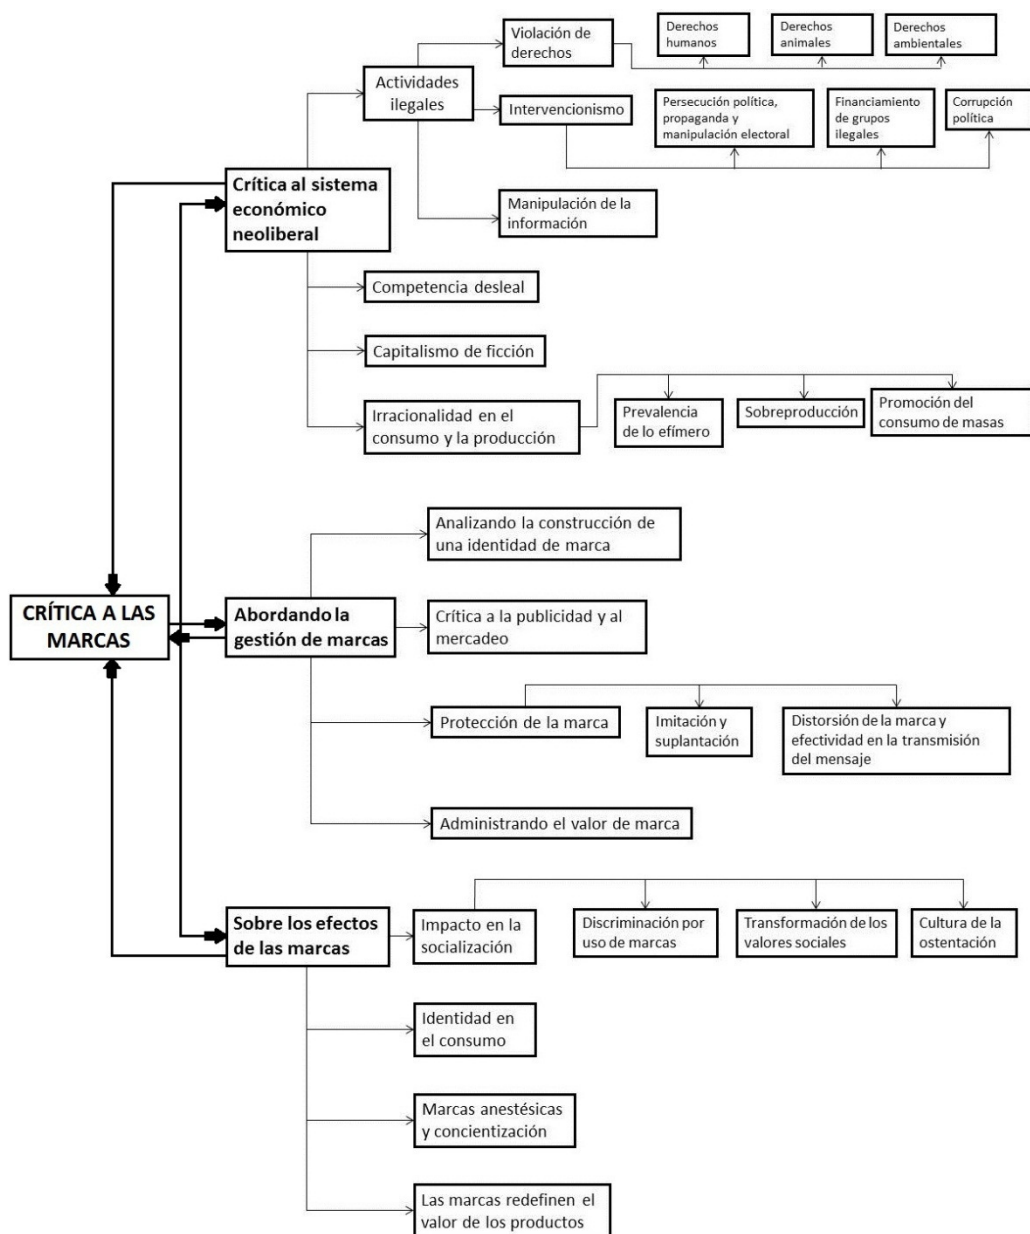 Violación de
derechos
Derechos
humanos
Derechos
animales
Derechos
ambientales
Actividades
ilegales
Intervencionismo
Persecución política,
propaganda y
manipulación electoral
Financiamiento
de grupos
ilegales
Corrupción
política
Crítica al sistema
económico
neoliberal
Manipulación de la
información
Competencia desleal
Capitalismo de ficción
Irracionalidad en el
consumo y la producción
Prevalencia
de lo efímero
Sobreproducción
Promoción del
consumo de masas
Analizando la construcción de
una identidad de marca
CRÍTICA A LAS
MARCAS
Abordando la
gestión de marcas
Crítica a la publicidad y al
mercadeo
Protección de la marca
Imitación y
suplantación
Distorsión de la marca y
efectividad en la transmisión
del mensaje
Administrando el valor de marca
Sobre los efectos
de las marcas
Impacto en la
socialización
Discriminación por
uso de marcas
Transformación de los
valores sociales
Cultura de la
ostentación
Identidad en
el consumo
Marcas anestésicas
y concientización
Las marcas redefinen el
valor de los productos